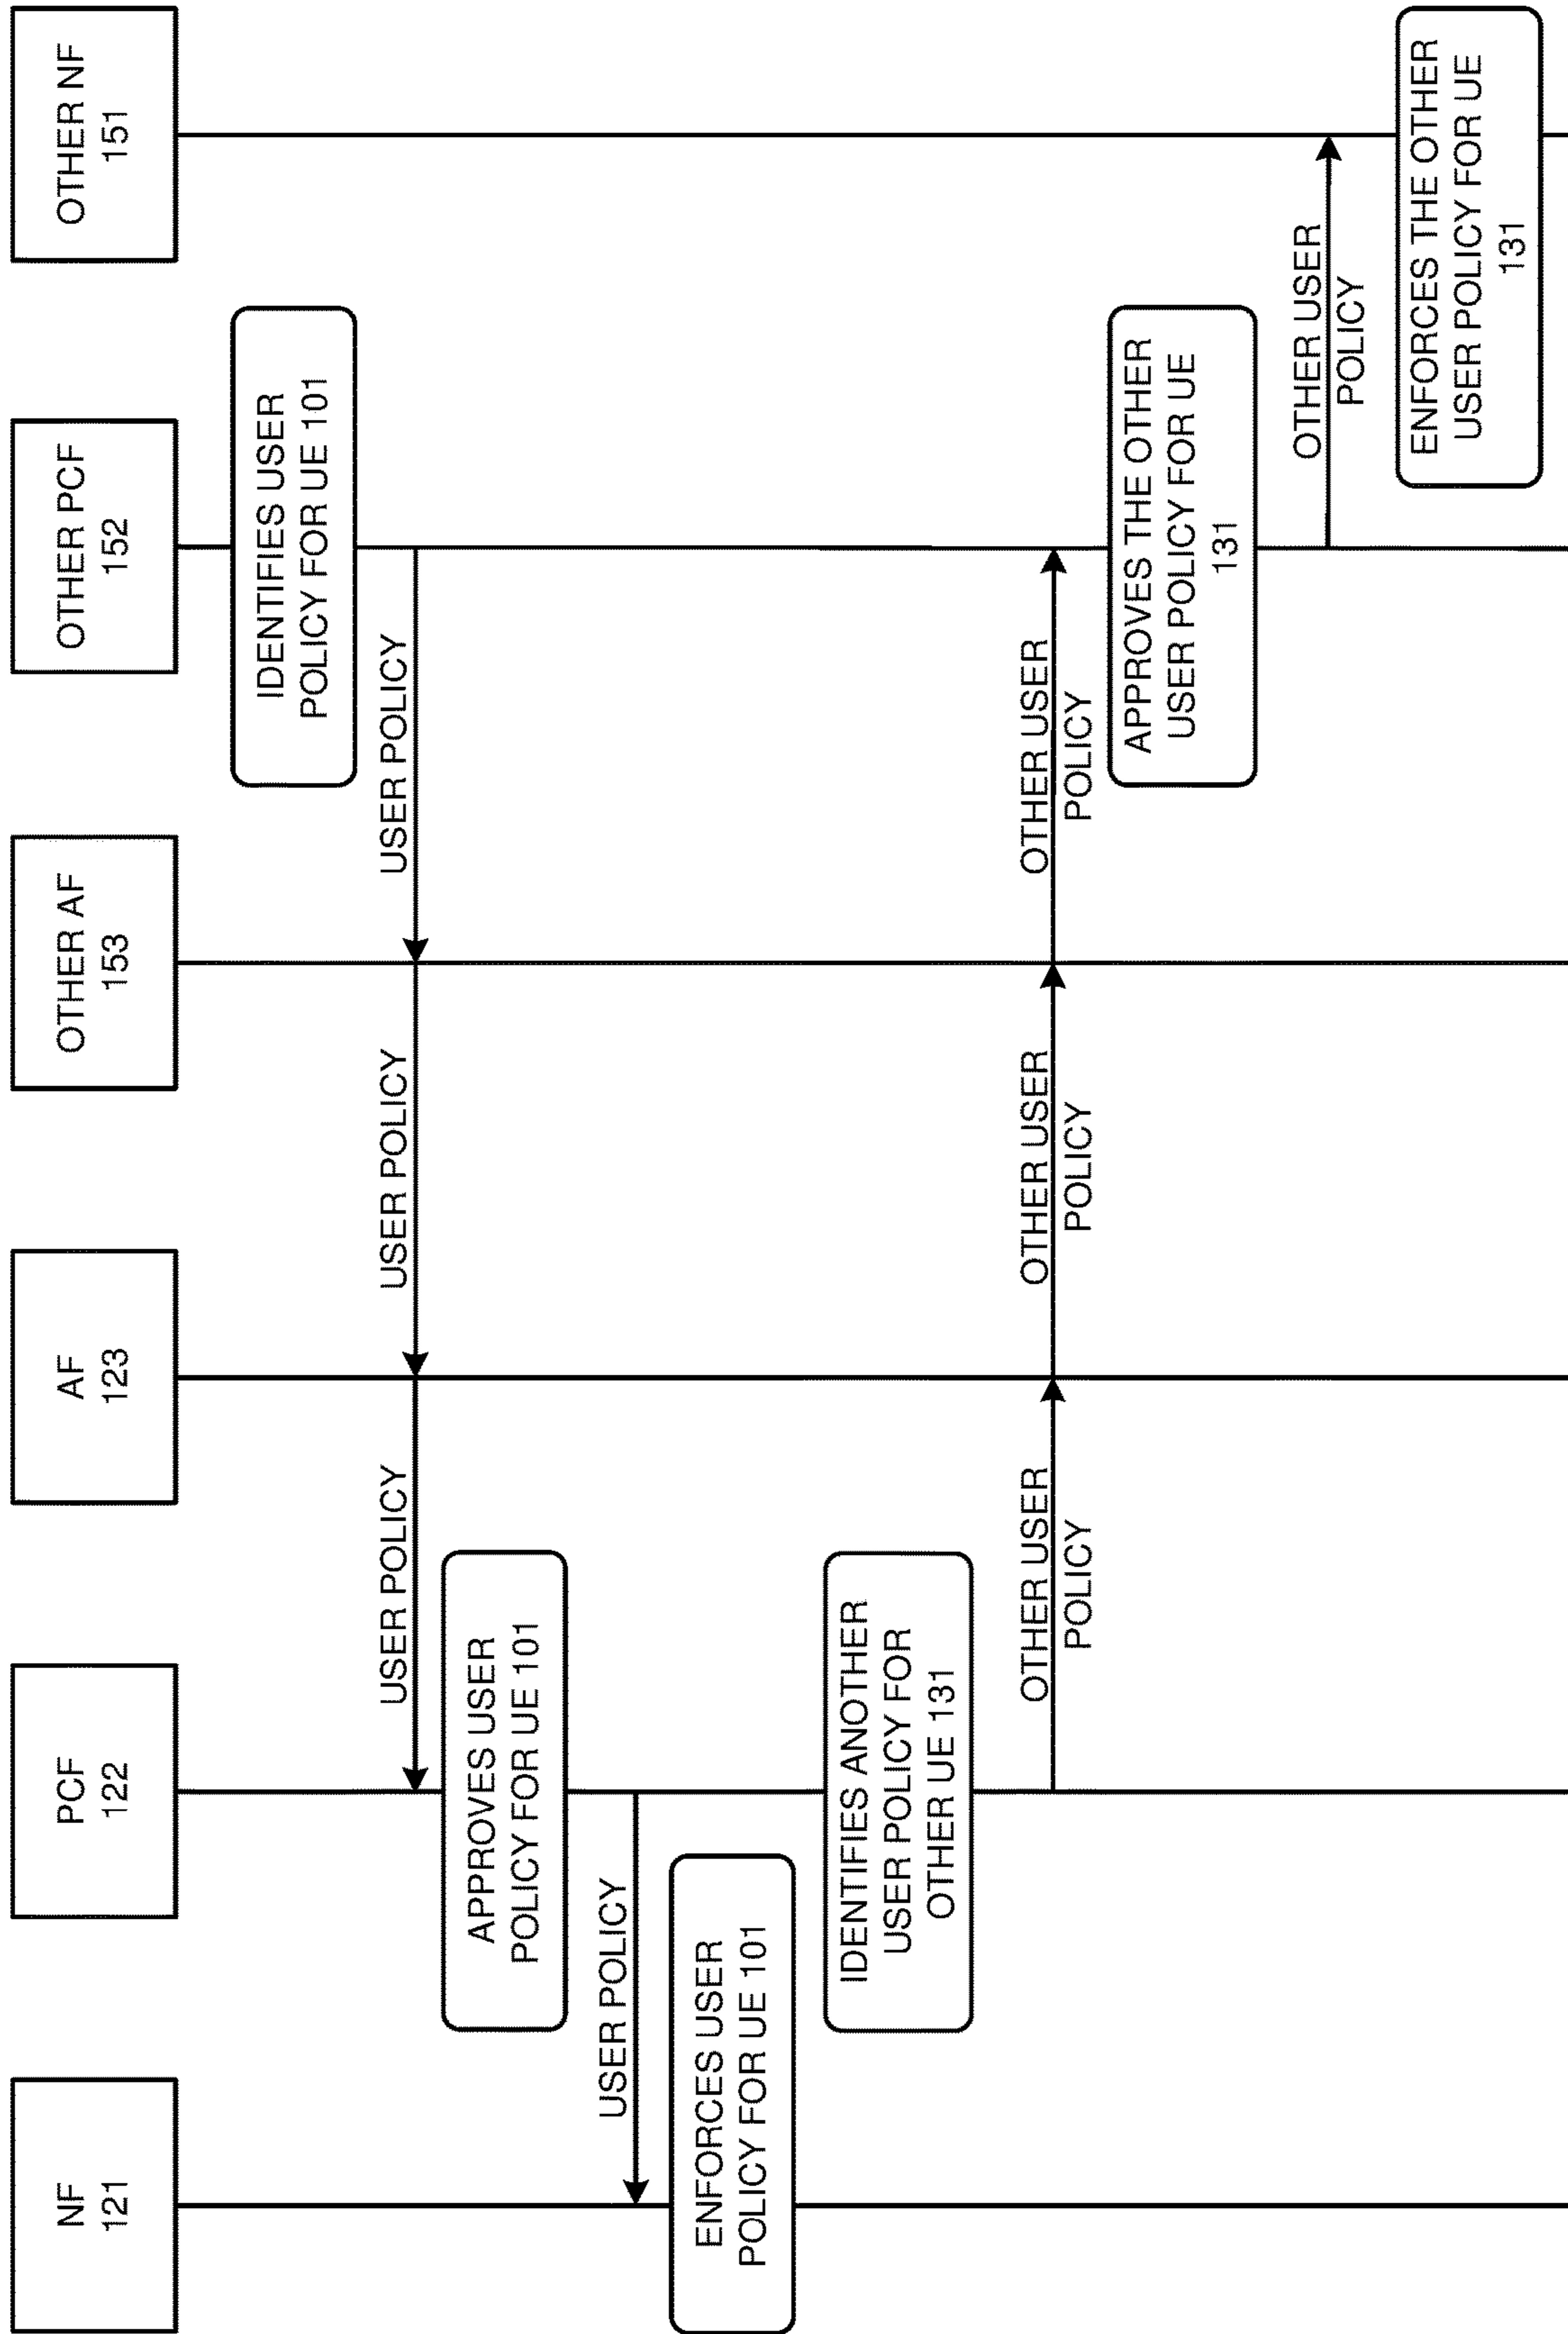 NF
121
PCF
122
AF
123
OTHER AF
153
OTHER PCF
152
OTHER NF
151
IDENTIFIES USER
POLICY FOR UE 101
USER POLICY
USER POLICY
USER POLICY
APPROVES USER
POLICY FOR UE 101
USER POLICY
ENFORCES USER
POLICY FOR UE 101
IDENTIFIES ANOTHER
USER POLICY FOR
OTHER UE 131
OTHER USER
POLICY
OTHER USER
POLICY
OTHER USER
POLICY
APPROVES THE OTHER
USER POLICY FOR UE
131
OTHER USER
POLICY
ENFORCES THE OTHER
USER POLICY FOR UE
131